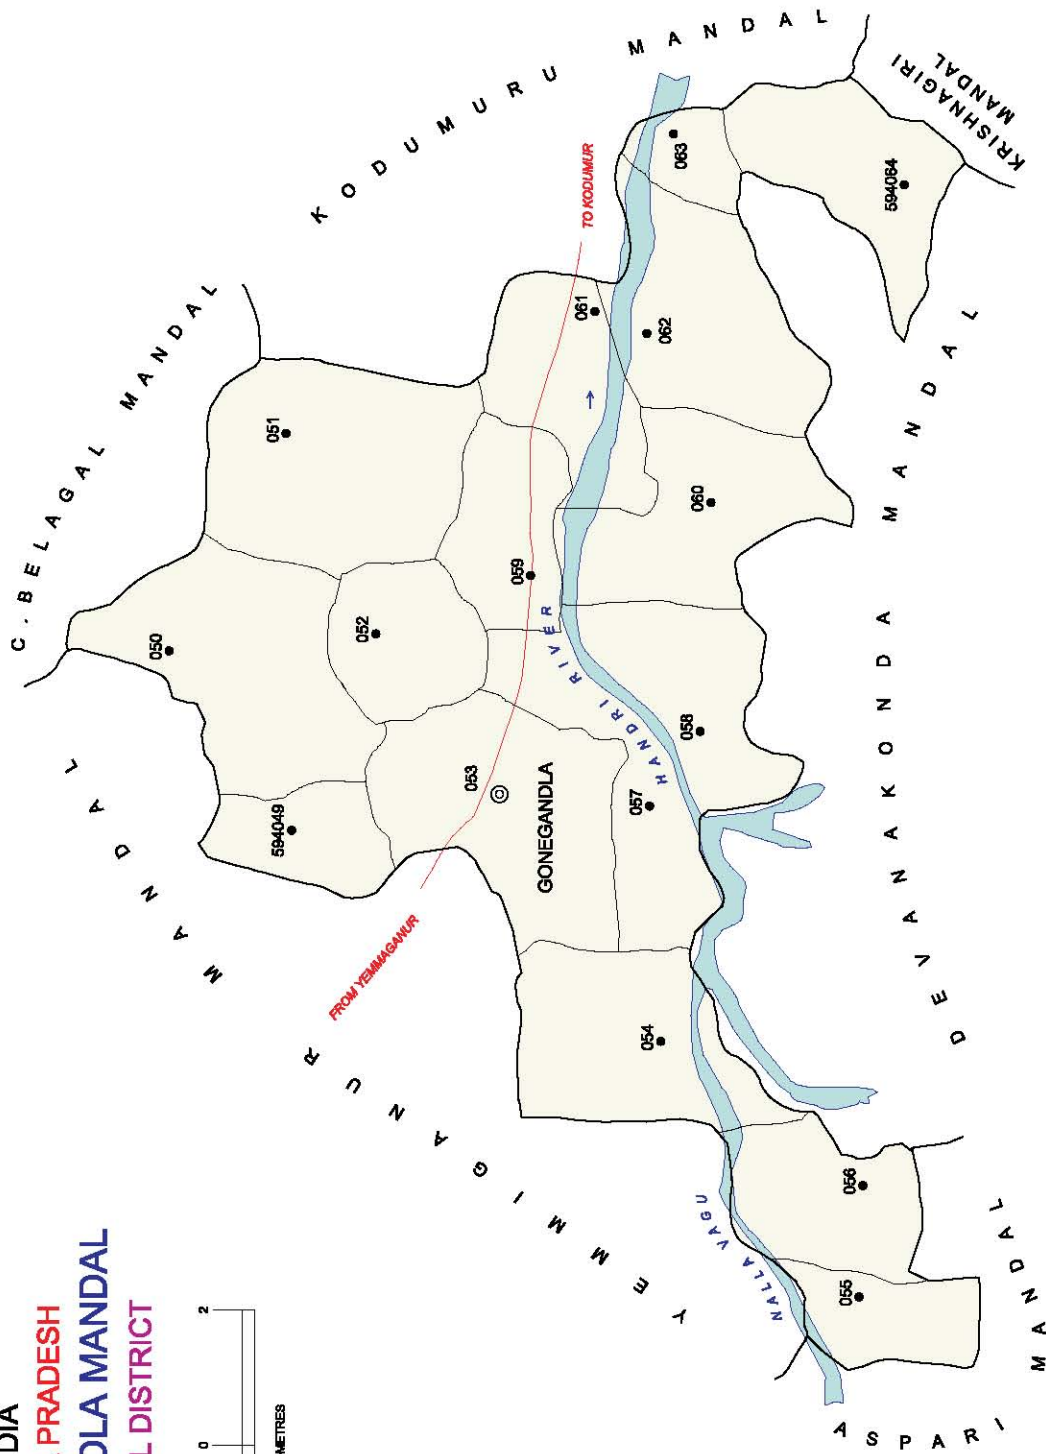 DIA
PRADESH
DLA MANDAL
L DISTRICT
0 2
METRES
C. BELAGAL MANDAL
KODUMURU MANDAL
KRISHNAGIRI
MANDAL
YEMMIGANUR MANDAL
DEVANAKONDA MANDAL
ASPARI MANDAL
FROM YEMMAGANUR
TO KODUMUR
HANDRI RIVER
NALLA VAGU
GONEGANDLA
594049
050
051
052
053
054
055
056
057
058
059
060
061
062
063
594064